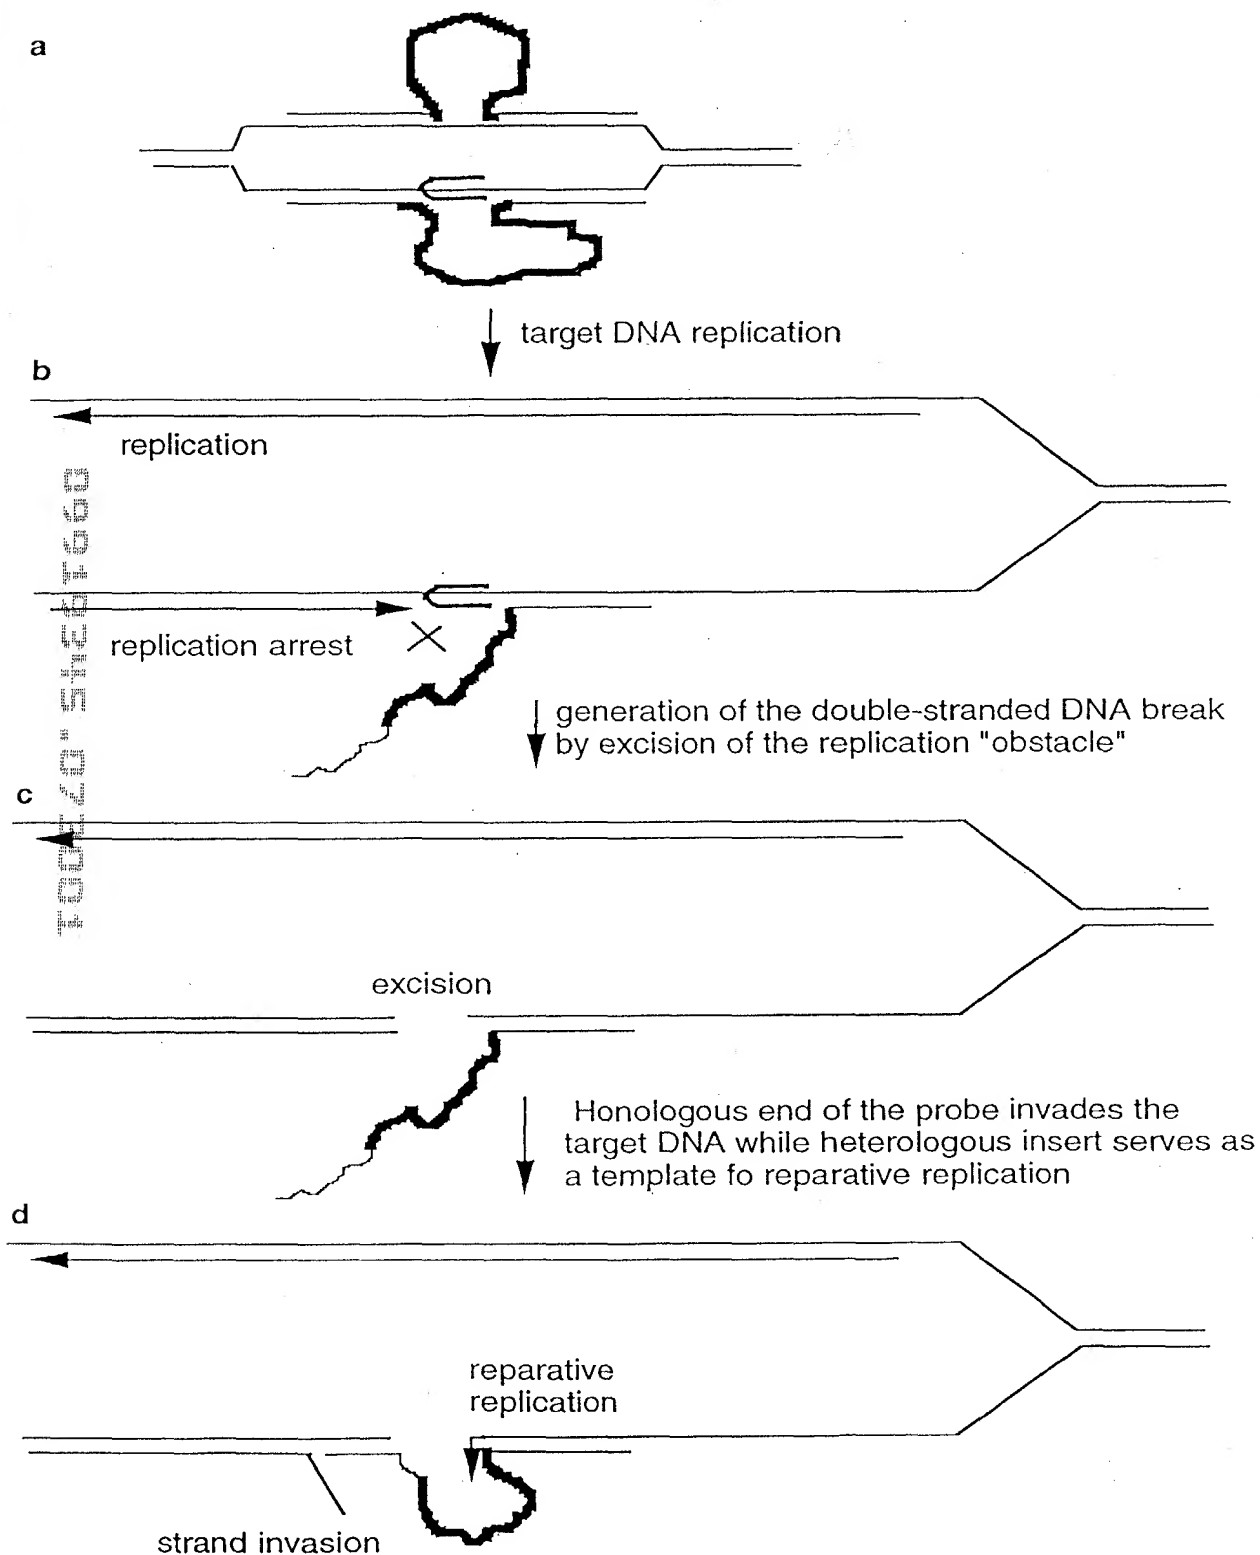 a
target DNA replication
b
replication
replication arrest
generation of the double-stranded DNA break
by excision of the replication "obstacle"
c
excision
Honologous end of the probe invades the
target DNA while heterologous insert serves as
a template fo reparative replication
d
reparative
replication
strand invasion